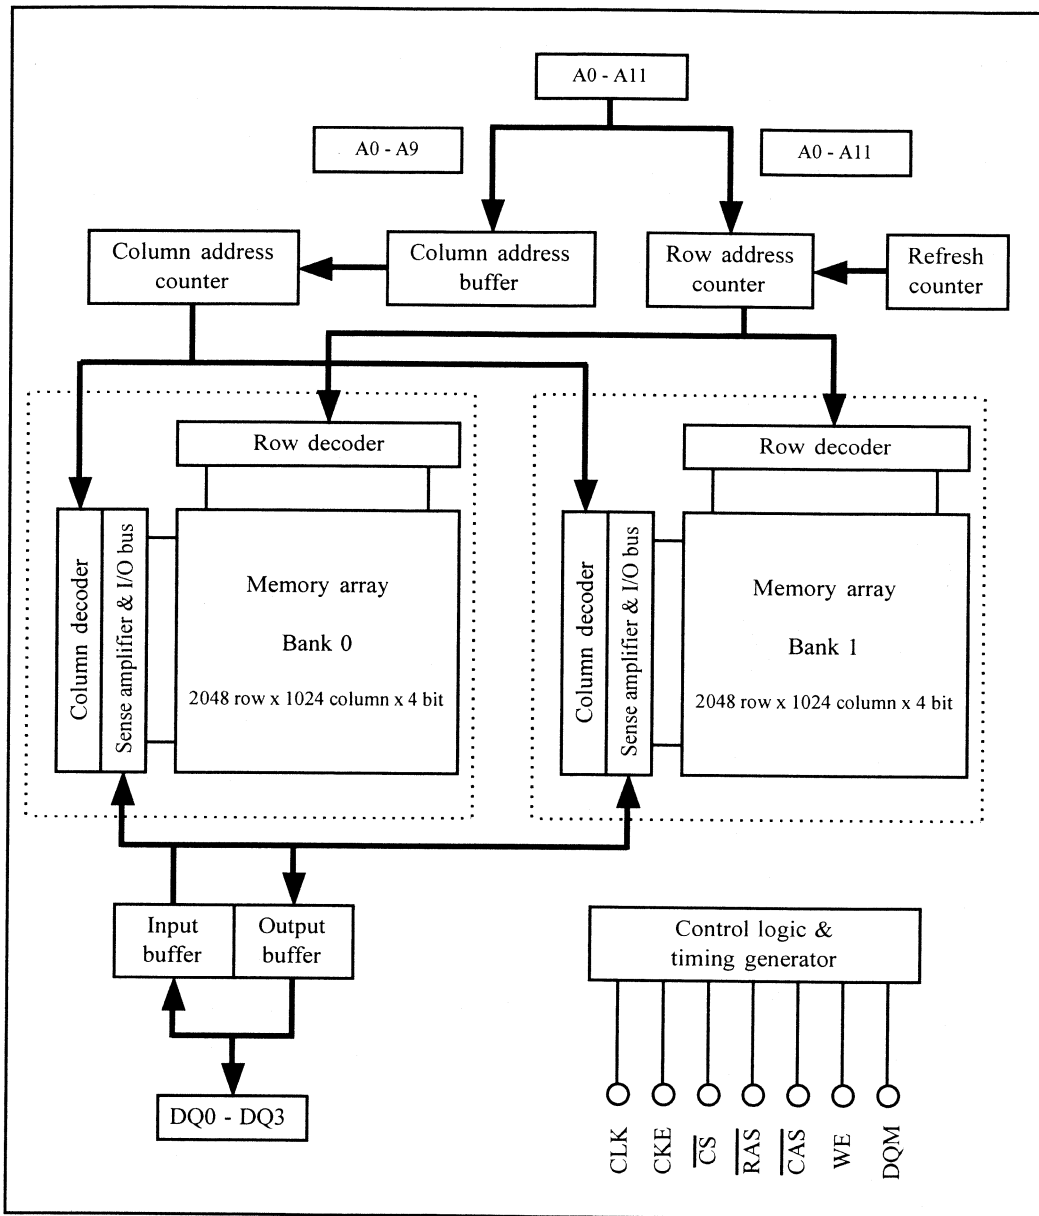 A0 - A11
A0 - A9
A0 - A11
Column address
counter
Column address
buffer
Row address
counter
Refresh
counter
Row decoder
Row decoder
Column decoder
Sense amplifier & I/O bus
Memory array
Bank 0
2048 row x 1024 column x 4 bit
Column decoder
Sense amplifier & I/O bus
Memory array
Bank 1
2048 row x 1024 column x 4 bit
Input
buffer
Output
buffer
Control logic &
timing generator
DQ0 - DQ3
CLK
CKE
C̅S̅
R̅A̅S̅
C̅A̅S̅
WE
DQM